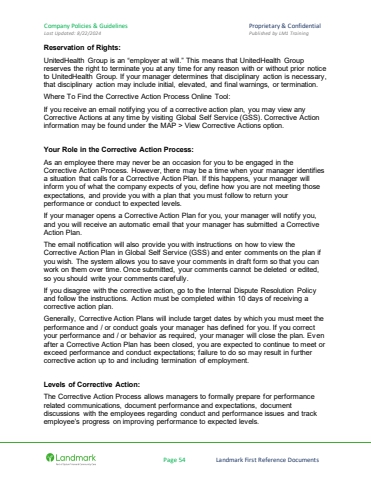 Company Policies & Guidelines
Proprietary & Confidential
Last Updated 8/22/2024
Published by LMS Training
Reservation of Rights:
UnitedHealth Group is an “employer at will.” This means that UnitedHealth Group
reserves the right to terminate you at any time for any reason with or without prior notice
to UnitedHealth Group. If your manager determines that disciplinary action is necessary,
that disciplinary action may include initial, elevated, and final warnings, or termination.
Where To Find the Corrective Action Process Online Tool:
If you receive an email notifying you of a corrective action plan, you may view any
Corrective Actions at any time by visiting Global Self Service (GSS). Corrective Action
information may be found under the MAP > View Corrective Actions option.
Your Role in the Corrective Action Process:
As an employee there may never be an occasion for you to be engaged in the
Corrective Action Process. However, there may be a time when your manager identifies
a situation that calls for a Corrective Action Plan. If this happens, your manager will
inform you of what the company expects of you, define how you are not meeting those
expectations, and provide you with a plan that you must follow to return your
performance or conduct to expected levels.
If your manager opens a Corrective Action Plan for you, your manager will notify you,
and you will receive an automatic email that your manager has submitted a Corrective
Action Plan.
The email notification will also provide you with instructions on how to view the
Corrective Action Plan in Global Self Service (GSS) and enter comments on the plan if
you wish. The system allows you to save your comments in draft form so that you can
work on them over time. Once submitted, your comments cannot be deleted or edited,
so you should write your comments carefully.
If you disagree with the corrective action, go to the Internal Dispute Resolution Policy
and follow the instructions. Action must be completed within 10 days of receiving a
corrective action plan.
Generally, Corrective Action Plans will include target dates by which you must meet the
performance and / or conduct goals your manager has defined for you. If you correct
your performance and / or behavior as required, your manager will close the plan. Even
after a Corrective Action Plan has been closed, you are expected to continue to meet or
exceed performance and conduct expectations; failure to do so may result in further
corrective action up to and including termination of employment.
Levels of Corrective Action:
The Corrective Action Process allows managers to formally prepare for performance
related communications, document performance and expectations, document
discussions with the employees regarding conduct and performance issues and track
employee’s progress on improving performance to expected levels.
Landmark
Page 54
Landmark First Reference Documents